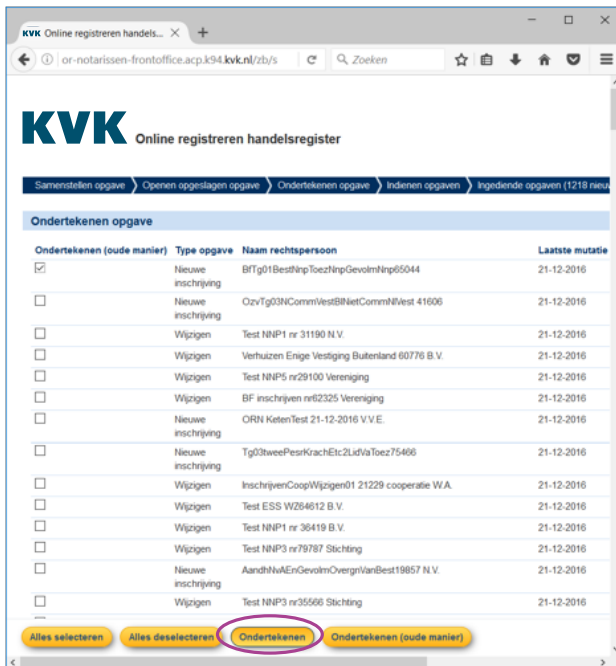 KVK Online registreren handels...
or-notarissen-frontoffice.acp.k94.kvk.nl/zb/s
Zoeken
KVK Online registreren handelsregister
Samenstellen opgave Openen opgeslagen opgave Ondertekenen opgave Indienen opgaven Ingediende opgaven (1218 nieuw
Ondertekenen opgave
Ondertekenen (oude manier) Type opgave Naam rechtspersoon Laatste mutatie
Nieuwe inschrijving BfTg01BestNnpToezNnpGevolmNnp65044 21-12-2016
Nieuwe inschrijving OzvTg03NCommVestBlNietCommNlVest 41606 21-12-2016
Wijzigen Test NNP1 nr 31190 N.V. 21-12-2016
Wijzigen Verhuizen Enige Vestiging Buitenland 60776 B.V. 21-12-2016
Wijzigen Test NNP5 nr29100 Vereniging 21-12-2016
Wijzigen BF inschrijven nr62325 Vereniging 21-12-2016
Nieuwe inschrijving ORN KetenTest 21-12-2016 V.V.E. 21-12-2016
Nieuwe inschrijving Tg03tweePesrKrachEtc2LidVaToez75466 21-12-2016
Wijzigen InschrijvenCoopWijzigen01 21229 cooperatie W.A. 21-12-2016
Wijzigen Test ESS WZ64612 B.V. 21-12-2016
Wijzigen Test NNP1 nr 36419 B.V. 21-12-2016
Wijzigen Test NNP3 nr79787 Stichting 21-12-2016
Nieuwe inschrijving AandhNvAEnGevolmOvergnVanBest19857 N.V. 21-12-2016
Wijzigen Test NNP3 nr35566 Stichting 21-12-2016
Alles selecteren Alles deselecteren Ondertekenen Ondertekenen (oude manier)